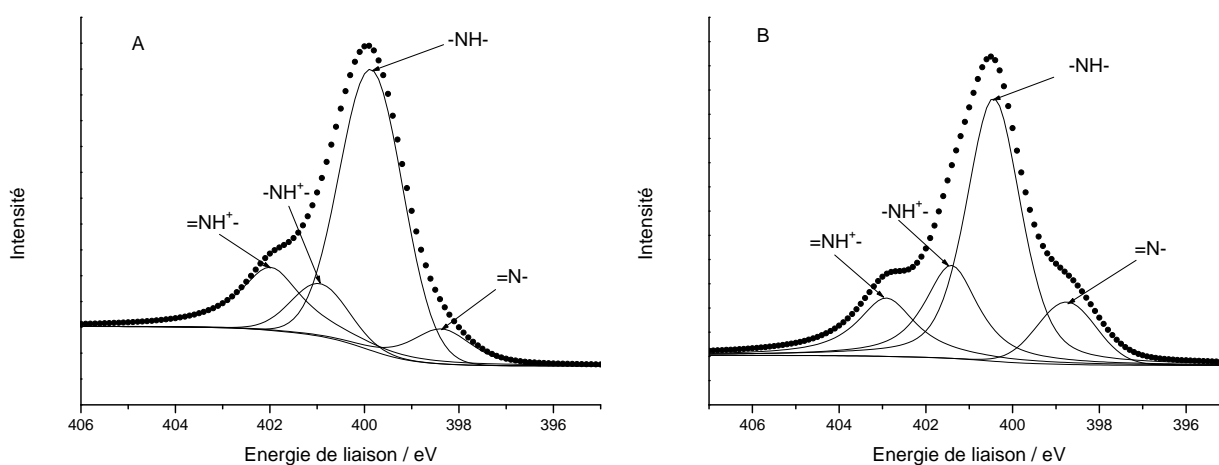 A
-NH-
-NH⁺-
=NH⁺-
=N-
Intensité
406 404 402 400 398 396
Energie de liaison / eV
B
-NH-
-NH⁺-
=NH⁺-
=N-
Intensité
406 404 402 400 398 396
Energie de liaison / eV